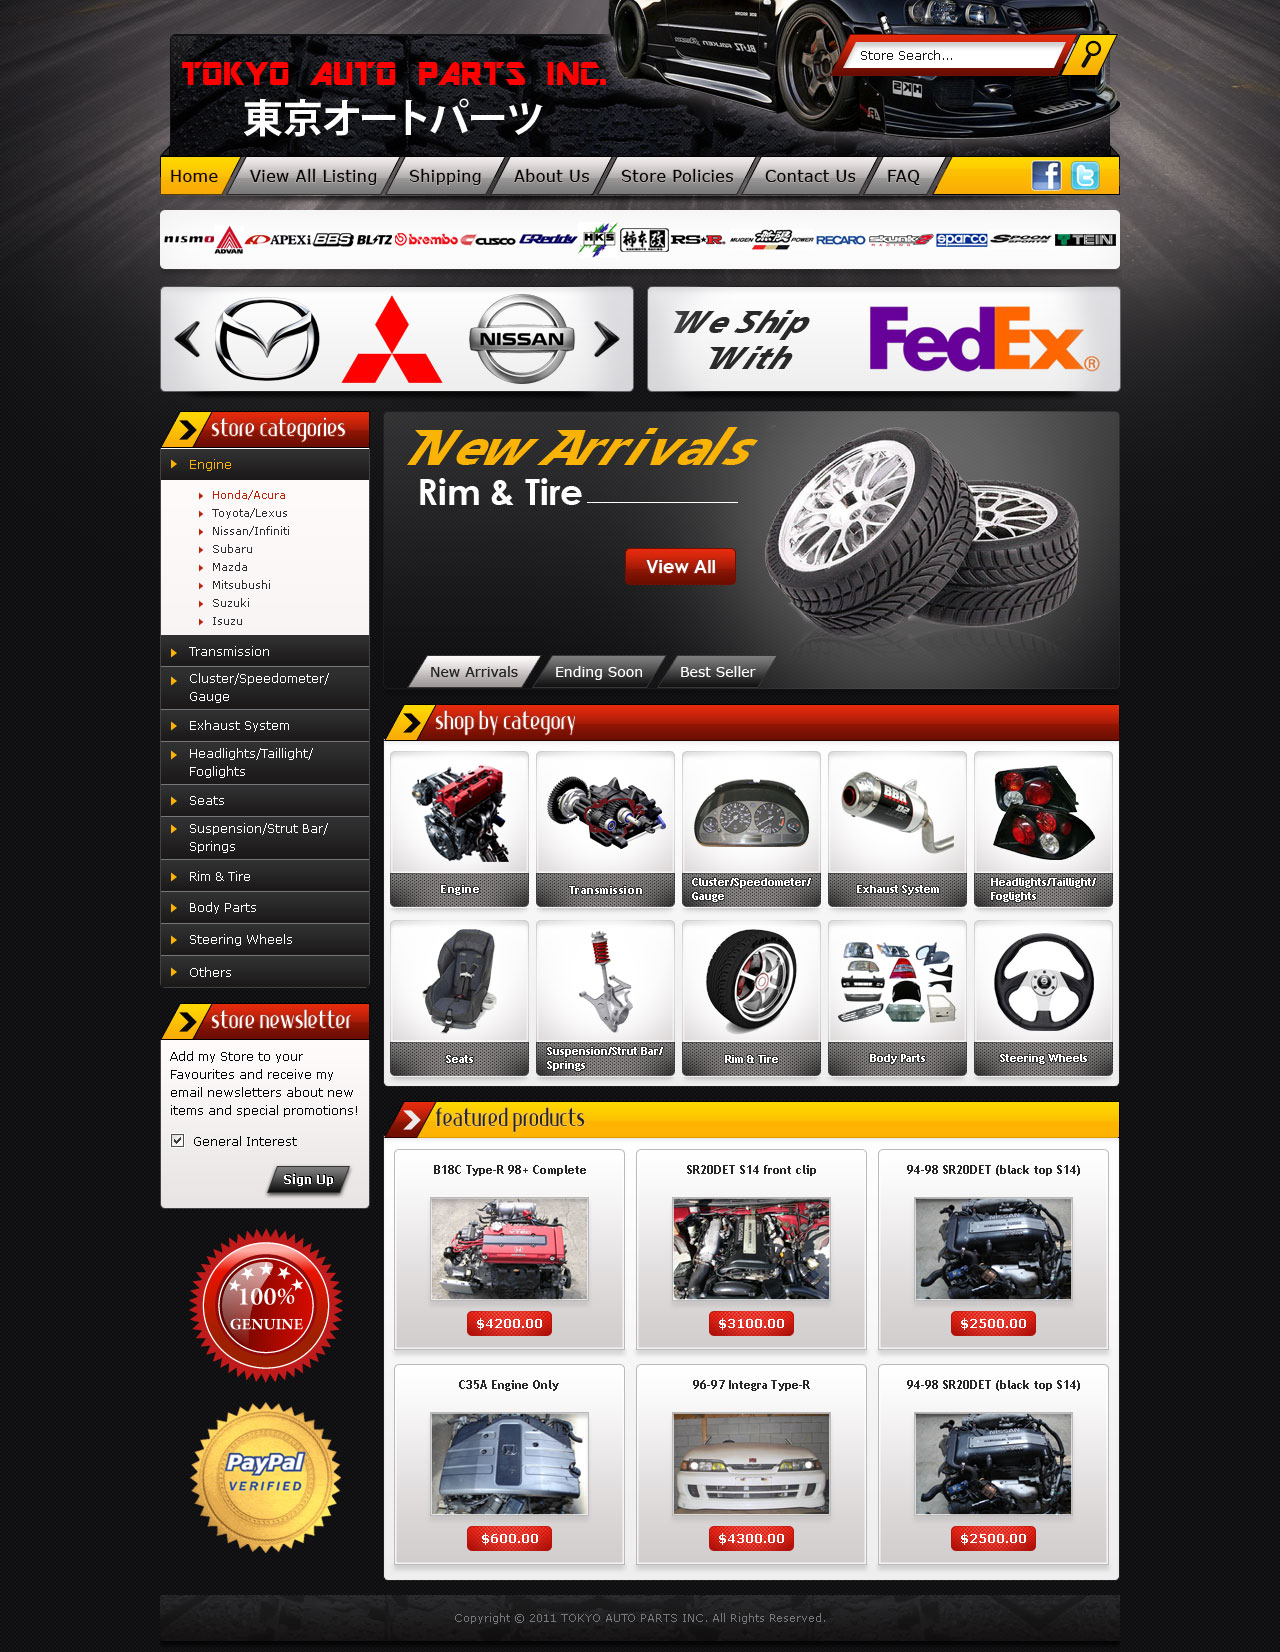 Store Search...
TOKYO AUTO PARTS INC.
東京オートパーツ
HKS
Home
View All Listing
Shipping
About Us
Store Policies
Contact Us
FAQ
nismo
ADVAN
APEXi
BBS
BLITZ
brembo
CUSCO
GReddy
HKS
柿本改
RS★R
MUGEN
無限
POWER
RECARO
skunk2
RACING
sparco
TEIN
NISSAN
We Ship
With
FedEx®
store categories
Engine
Honda/Acura
Toyota/Lexus
Nissan/Infiniti
Subaru
Mazda
Mitsubushi
Suzuki
Isuzu
Transmission
Cluster/Speedometer/
Gauge
Exhaust System
Headlights/Taillight/
Foglights
Seats
Suspension/Strut Bar/
Springs
Rim & Tire
Body Parts
Steering Wheels
Others
New Arrivals
Rim & Tire
View All
New Arrivals
Ending Soon
Best Seller
shop by category
Engine
Transmission
Cluster/Speedometer/
Gauge
Exhaust System
Headlights/Taillight/
Foglights
Seats
Suspension/Strut Bar/
Springs
Rim & Tire
Body Parts
Steering Wheels
store newsletter
Add my Store to your
Favourites and receive my
email newsletters about new
items and special promotions!
General Interest
Sign Up
100%
GENUINE
PayPal
VERIFIED
featured products
B18C Type-R 98+ Complete
SR20DET S14 front clip
94-98 SR20DET (black top S14)
$4200.00
$3100.00
$2500.00
C35A Engine Only
96-97 Integra Type-R
94-98 SR20DET (black top S14)
$600.00
$4300.00
$2500.00
Copyright © 2011 TOKYO AUTO PARTS INC. All Rights Reserved.